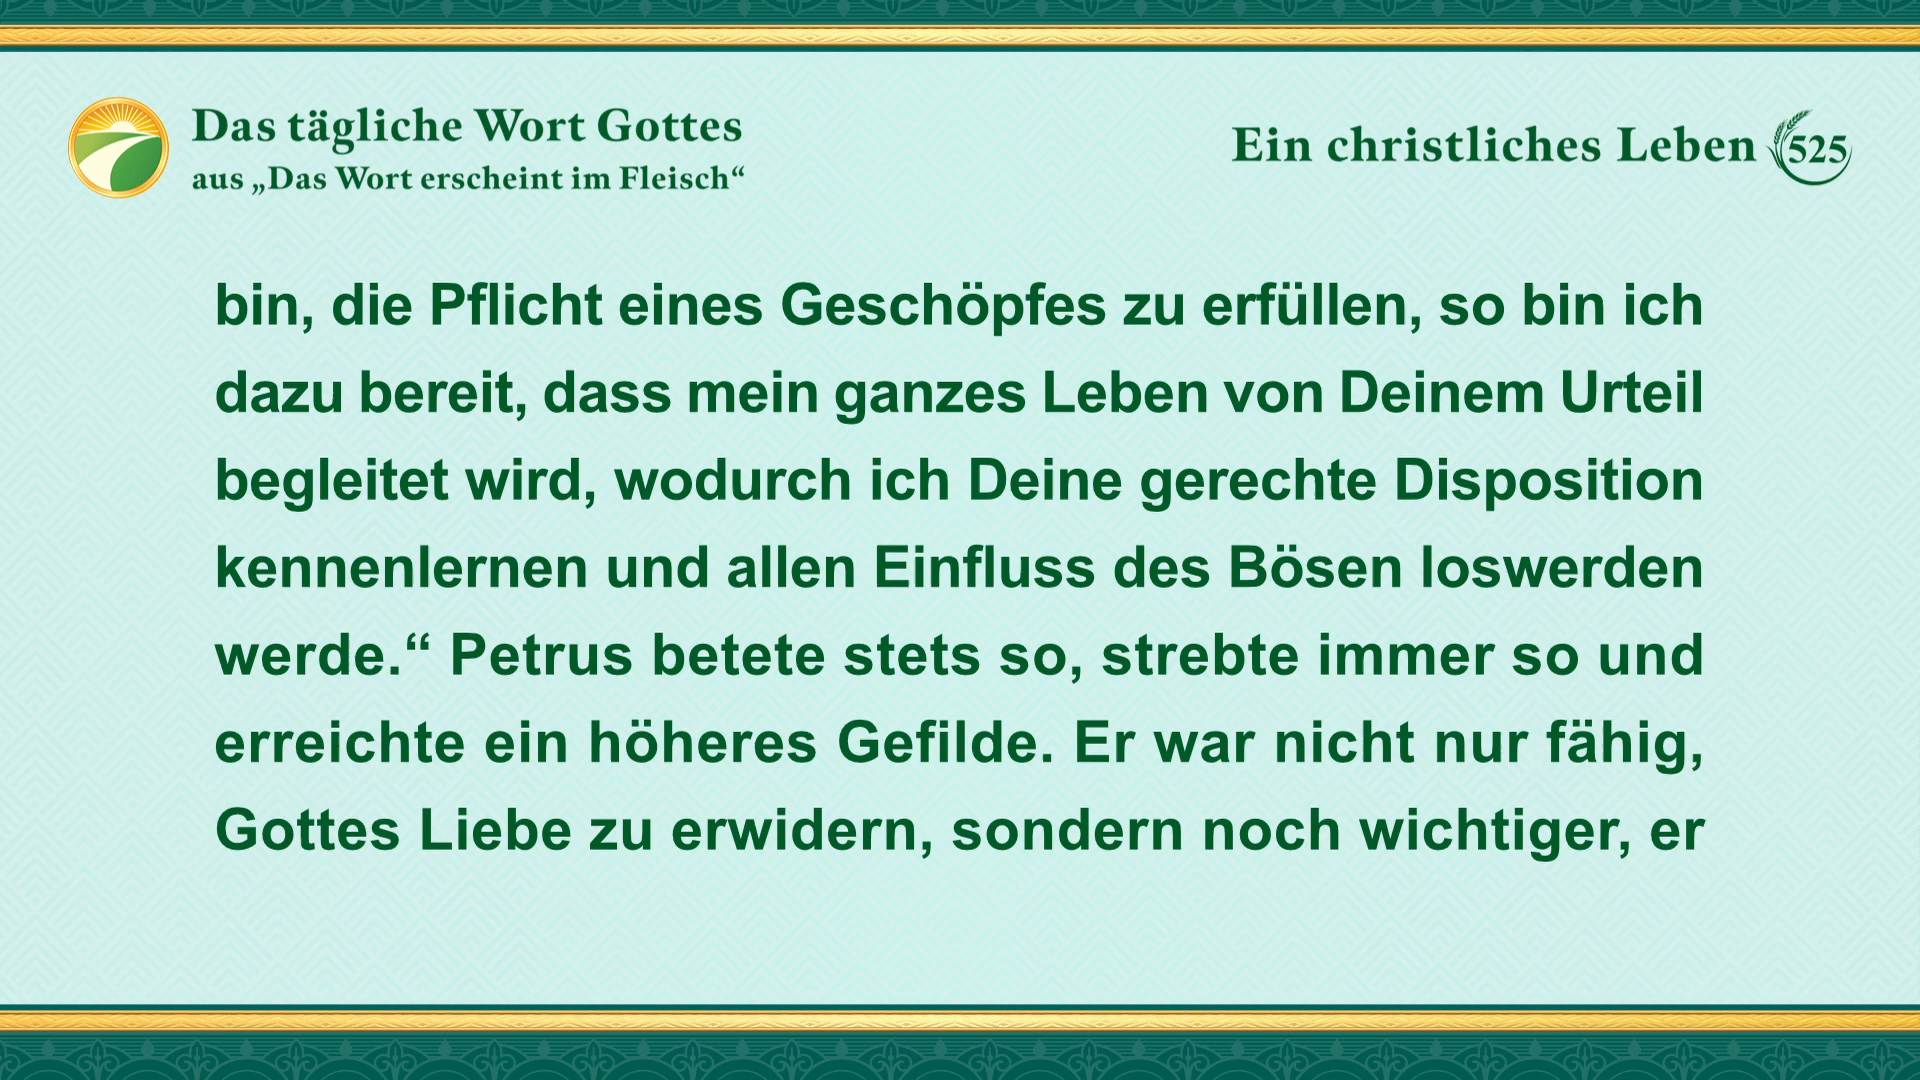 Das tägliche Wort Gottes
aus „Das Wort erscheint im Fleisch“
Ein christliches Leben 525
bin, die Pflicht eines Geschöpfes zu erfüllen, so bin ich
dazu bereit, dass mein ganzes Leben von Deinem Urteil
begleitet wird, wodurch ich Deine gerechte Disposition
kennenlernen und allen Einfluss des Bösen loswerden
werde.“ Petrus betete stets so, strebte immer so und
erreichte ein höheres Gefilde. Er war nicht nur fähig,
Gottes Liebe zu erwidern, sondern noch wichtiger, er